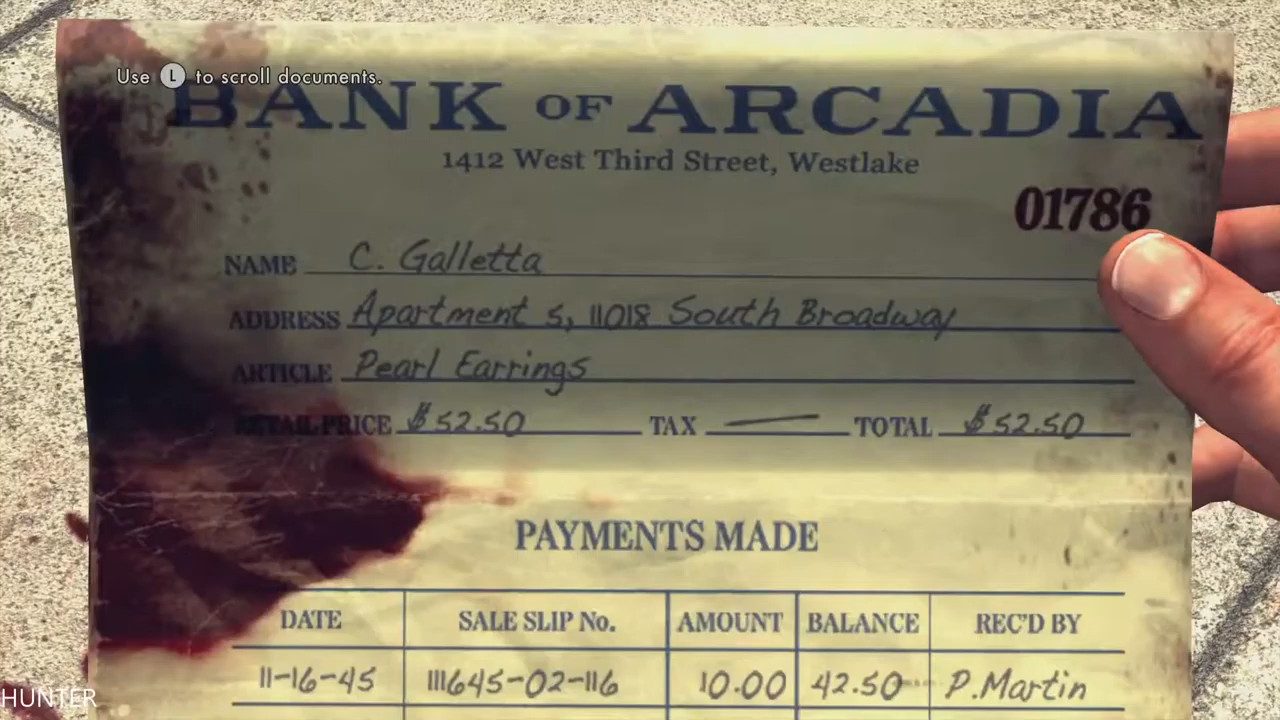 Use L to scroll documents.
BANK OF ARCADIA
1412 West Third Street, Westlake
01786
NAME C. Galletta
ADDRESS Apartment 5, 11018 South Broadway
ARTICLE Pearl Earrings
RETAIL PRICE $52.50 TAX — TOTAL $52.50
PAYMENTS MADE
DATE SALE SLIP No. AMOUNT BALANCE REC'D BY
11-16-45 111645-02-116 10.00 42.50 P.Martin
HUNTER